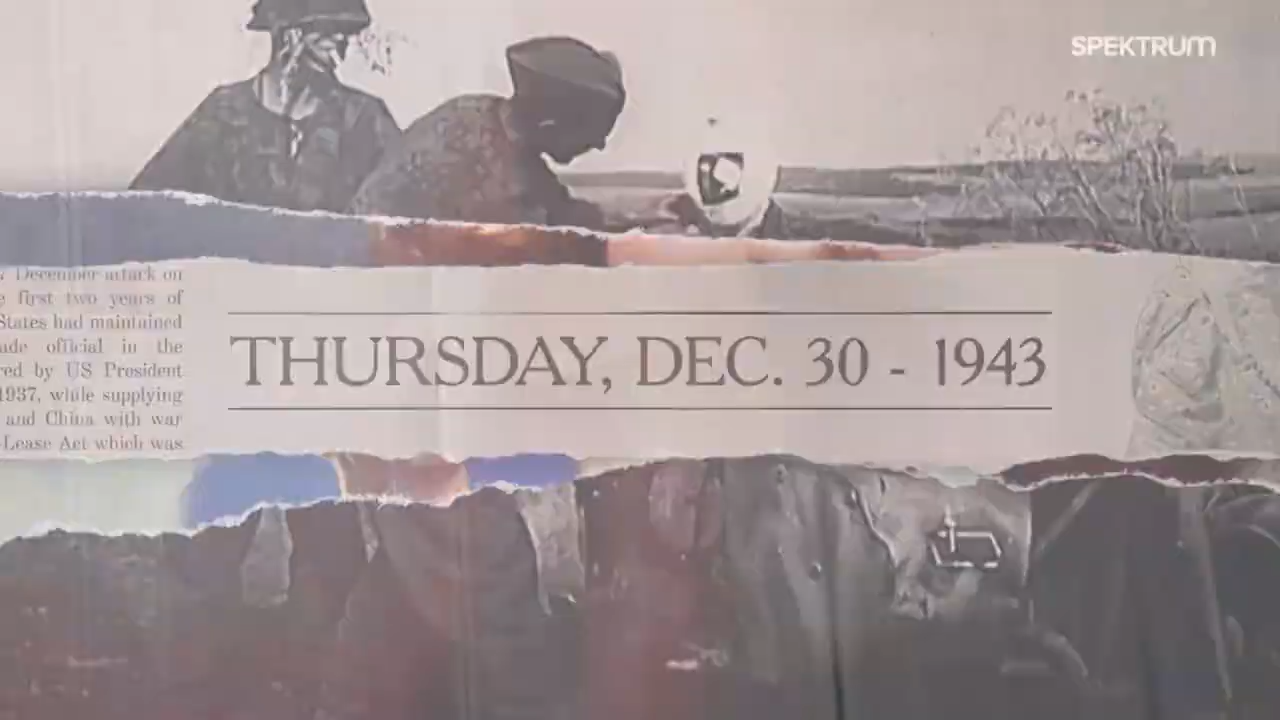 SPEKTRUM
December attack on
first two years of
States had maintained
ade official in the
red by US President
1937, while supplying
and China with war
-Lease Act which was
THURSDAY, DEC. 30 - 1943